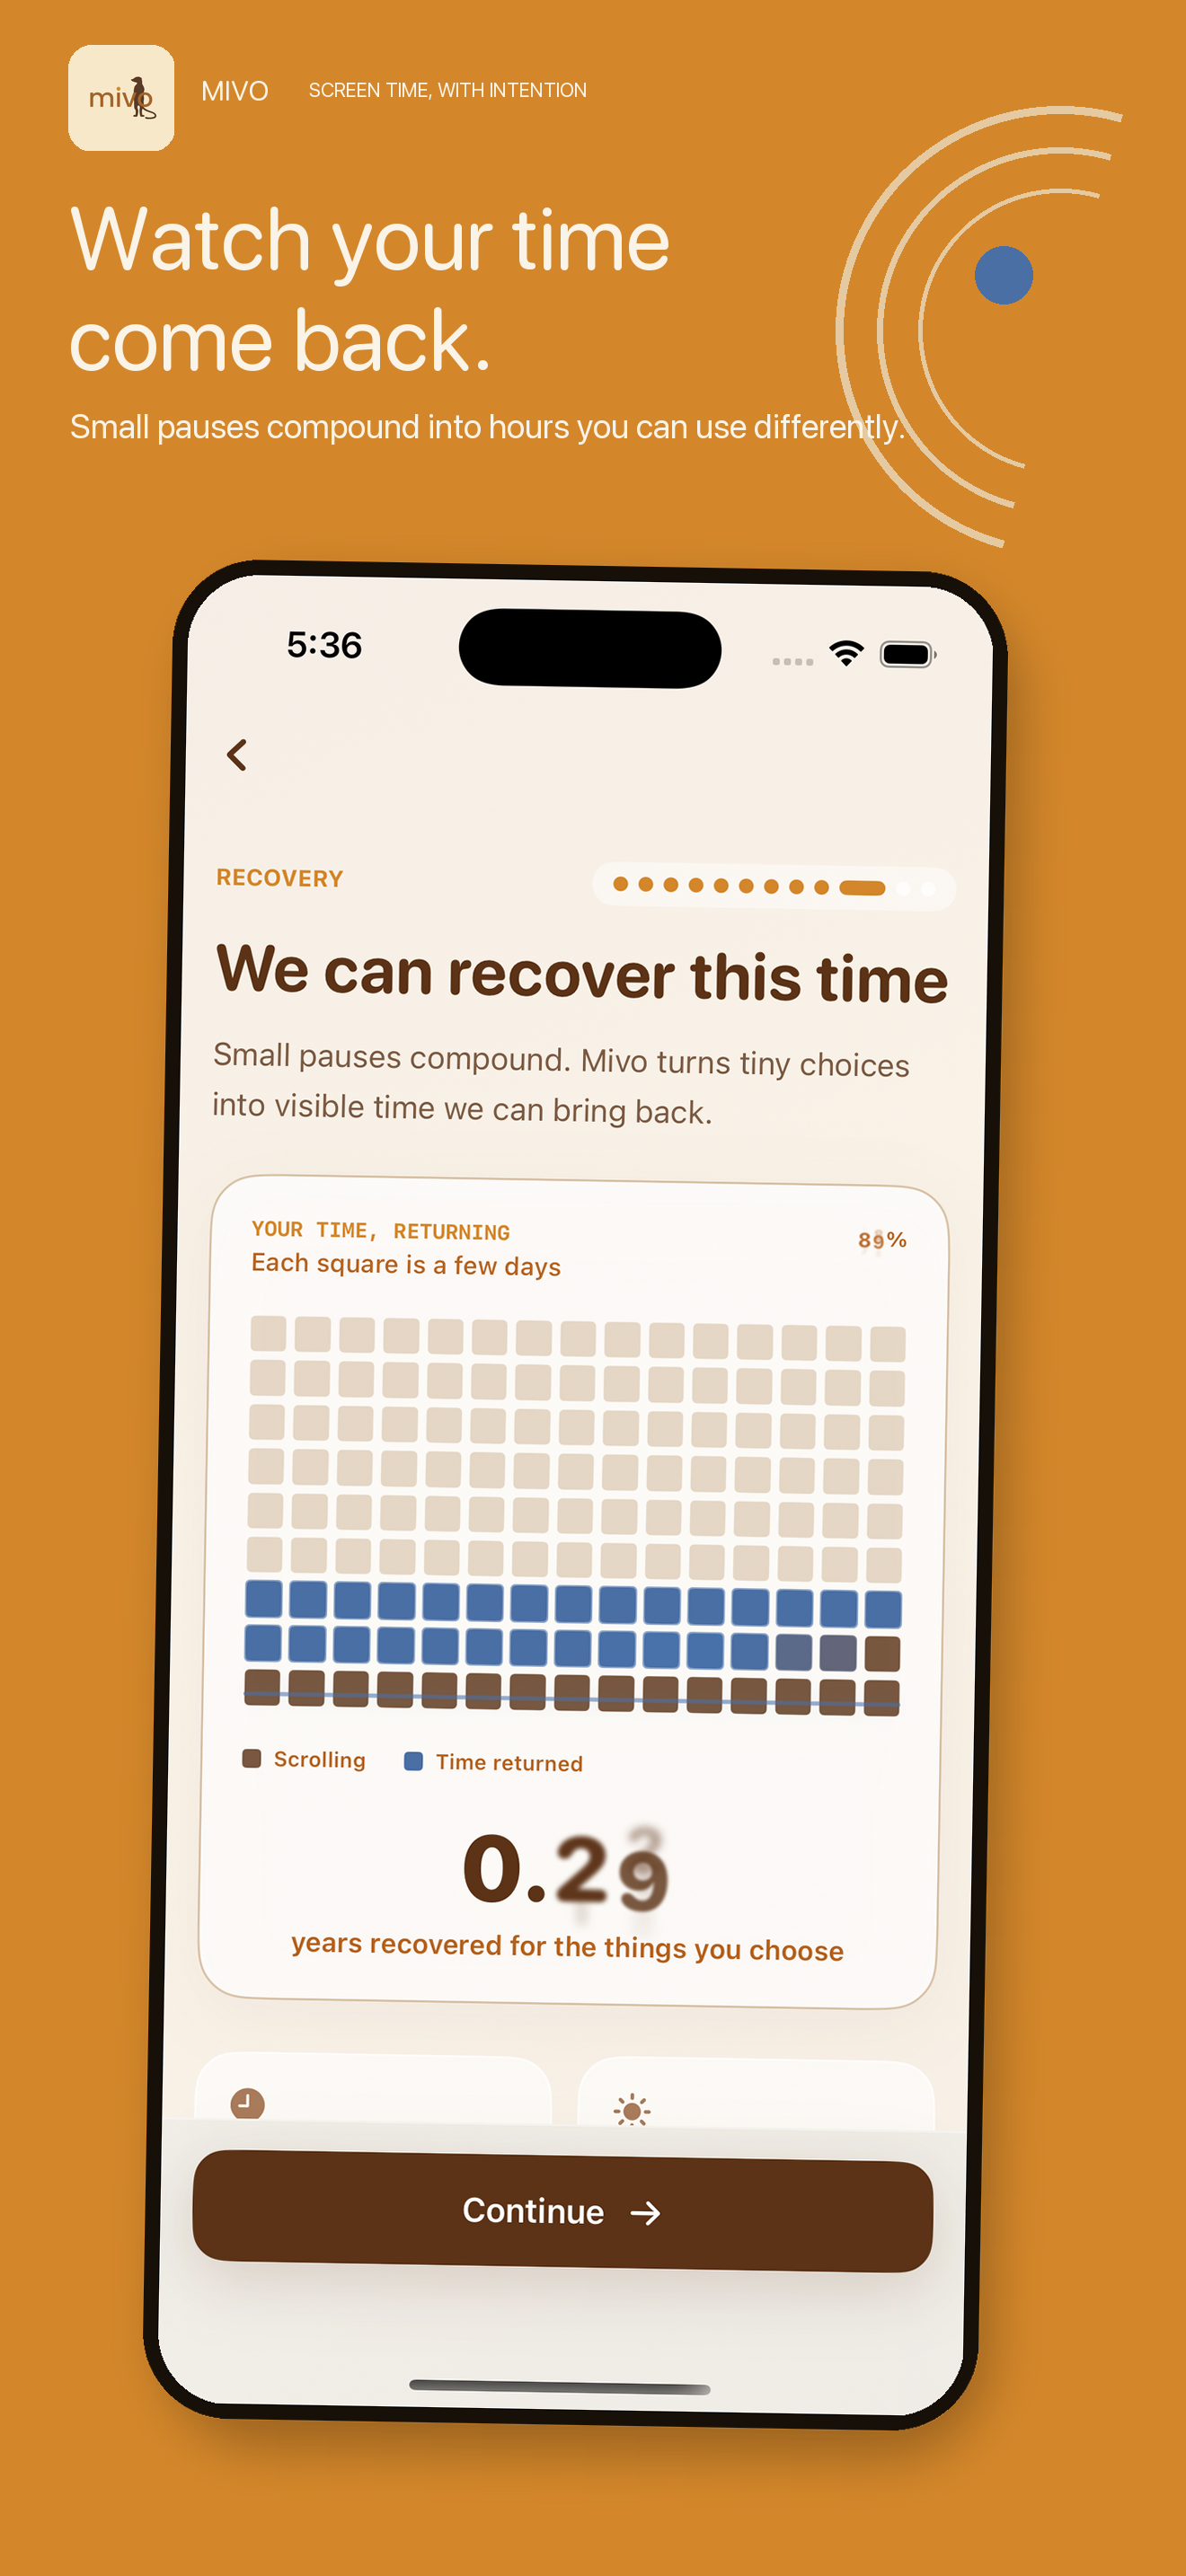 mivo
MIVO
SCREEN TIME, WITH INTENTION
Watch your time
come back.
Small pauses compound into hours you can use differently.
5:36
RECOVERY
We can recover this time
Small pauses compound. Mivo turns tiny choices
into visible time we can bring back.
YOUR TIME, RETURNING
89%
Each square is a few days
Scrolling
Time returned
0.29
years recovered for the things you choose
Continue